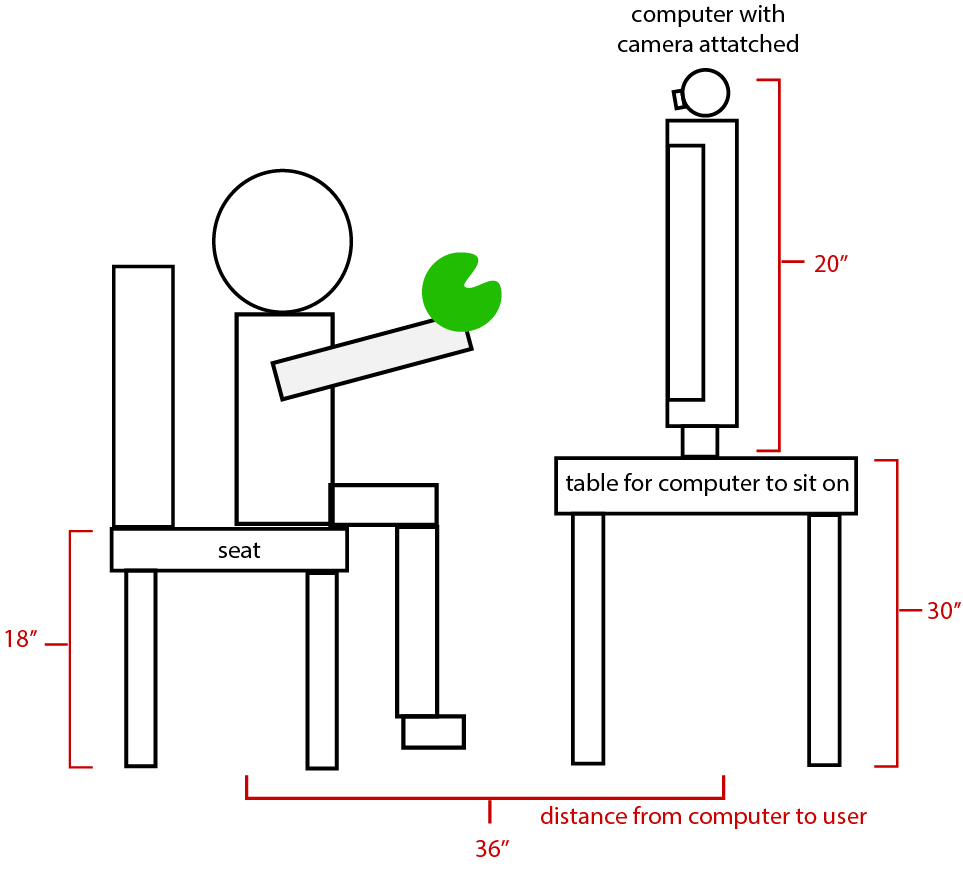 computer with
camera attatched
20”
table for computer to sit on
seat
18”
30”
distance from computer to user
36”